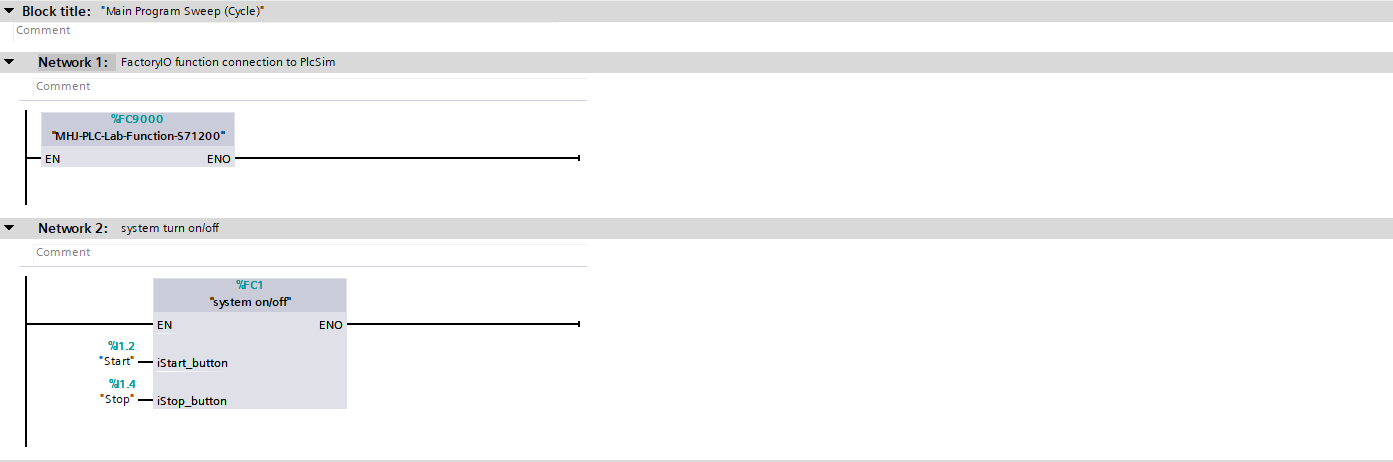 Block title: "Main Program Sweep (Cycle)"
Comment
Network 1: FactoryIO function connection to PlcSim
Comment
%FC9000
"MHJ-PLC-Lab-Function-S71200"
EN ENO
Network 2: system turn on/off
Comment
%FC1
"system on/off"
EN ENO
%I1.2
"Start" iStart_button
%I1.4
"Stop" iStop_button